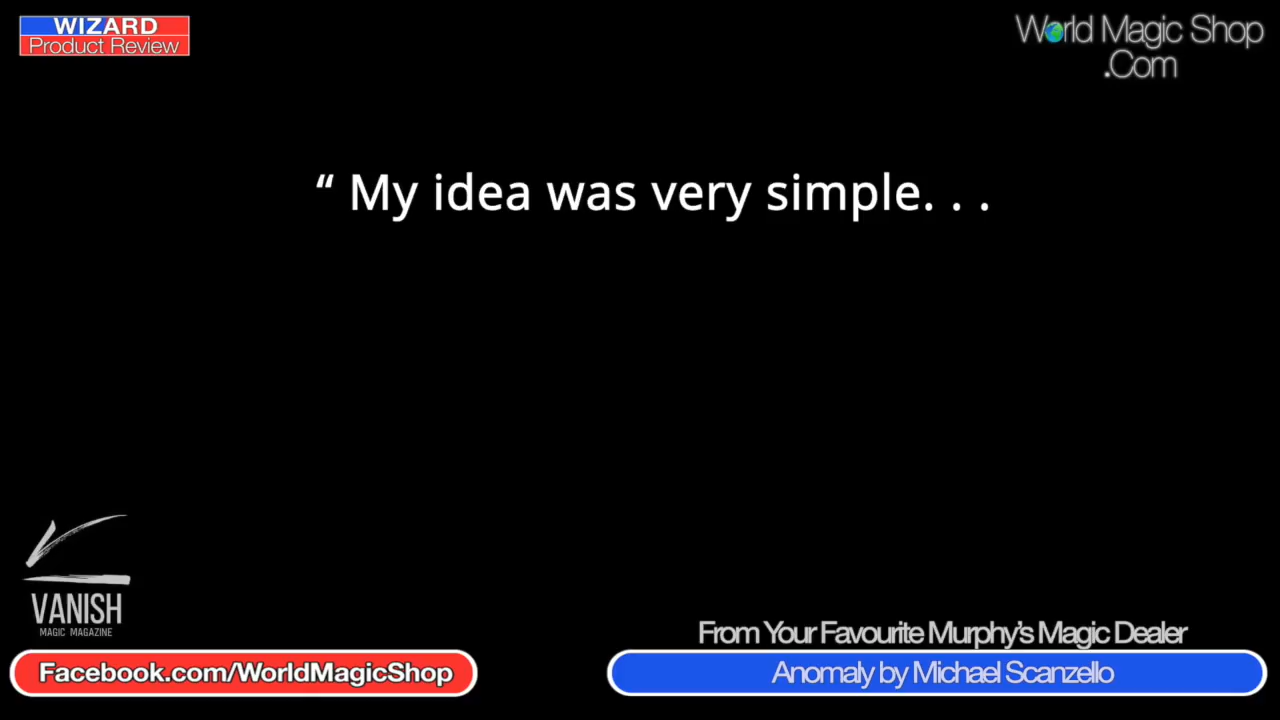 WIZARD
Product Review
World Magic Shop
.Com
“ My idea was very simple. . .
VANISH
MAGIC MAGAZINE
From Your Favourite Murphy's Magic Dealer
Facebook.com/WorldMagicShop
Anomaly by Michael Scanzello